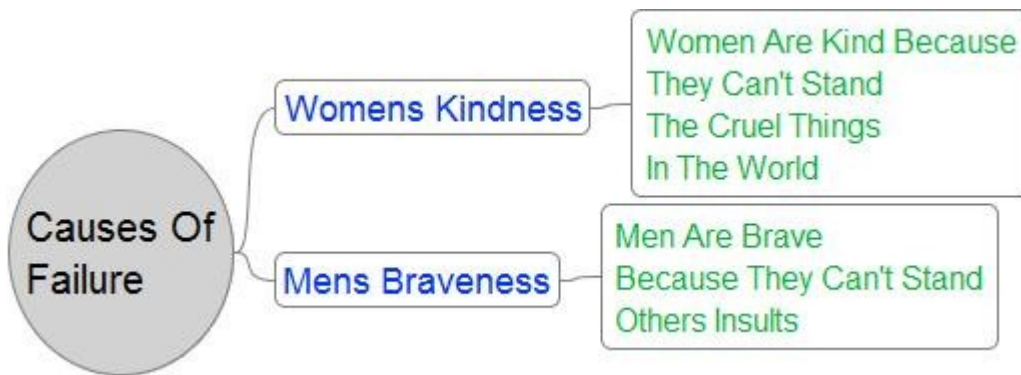 Causes Of
Failure
Womens Kindness
Women Are Kind Because
They Can't Stand
The Cruel Things
In The World
Mens Braveness
Men Are Brave
Because They Can't Stand
Others Insults